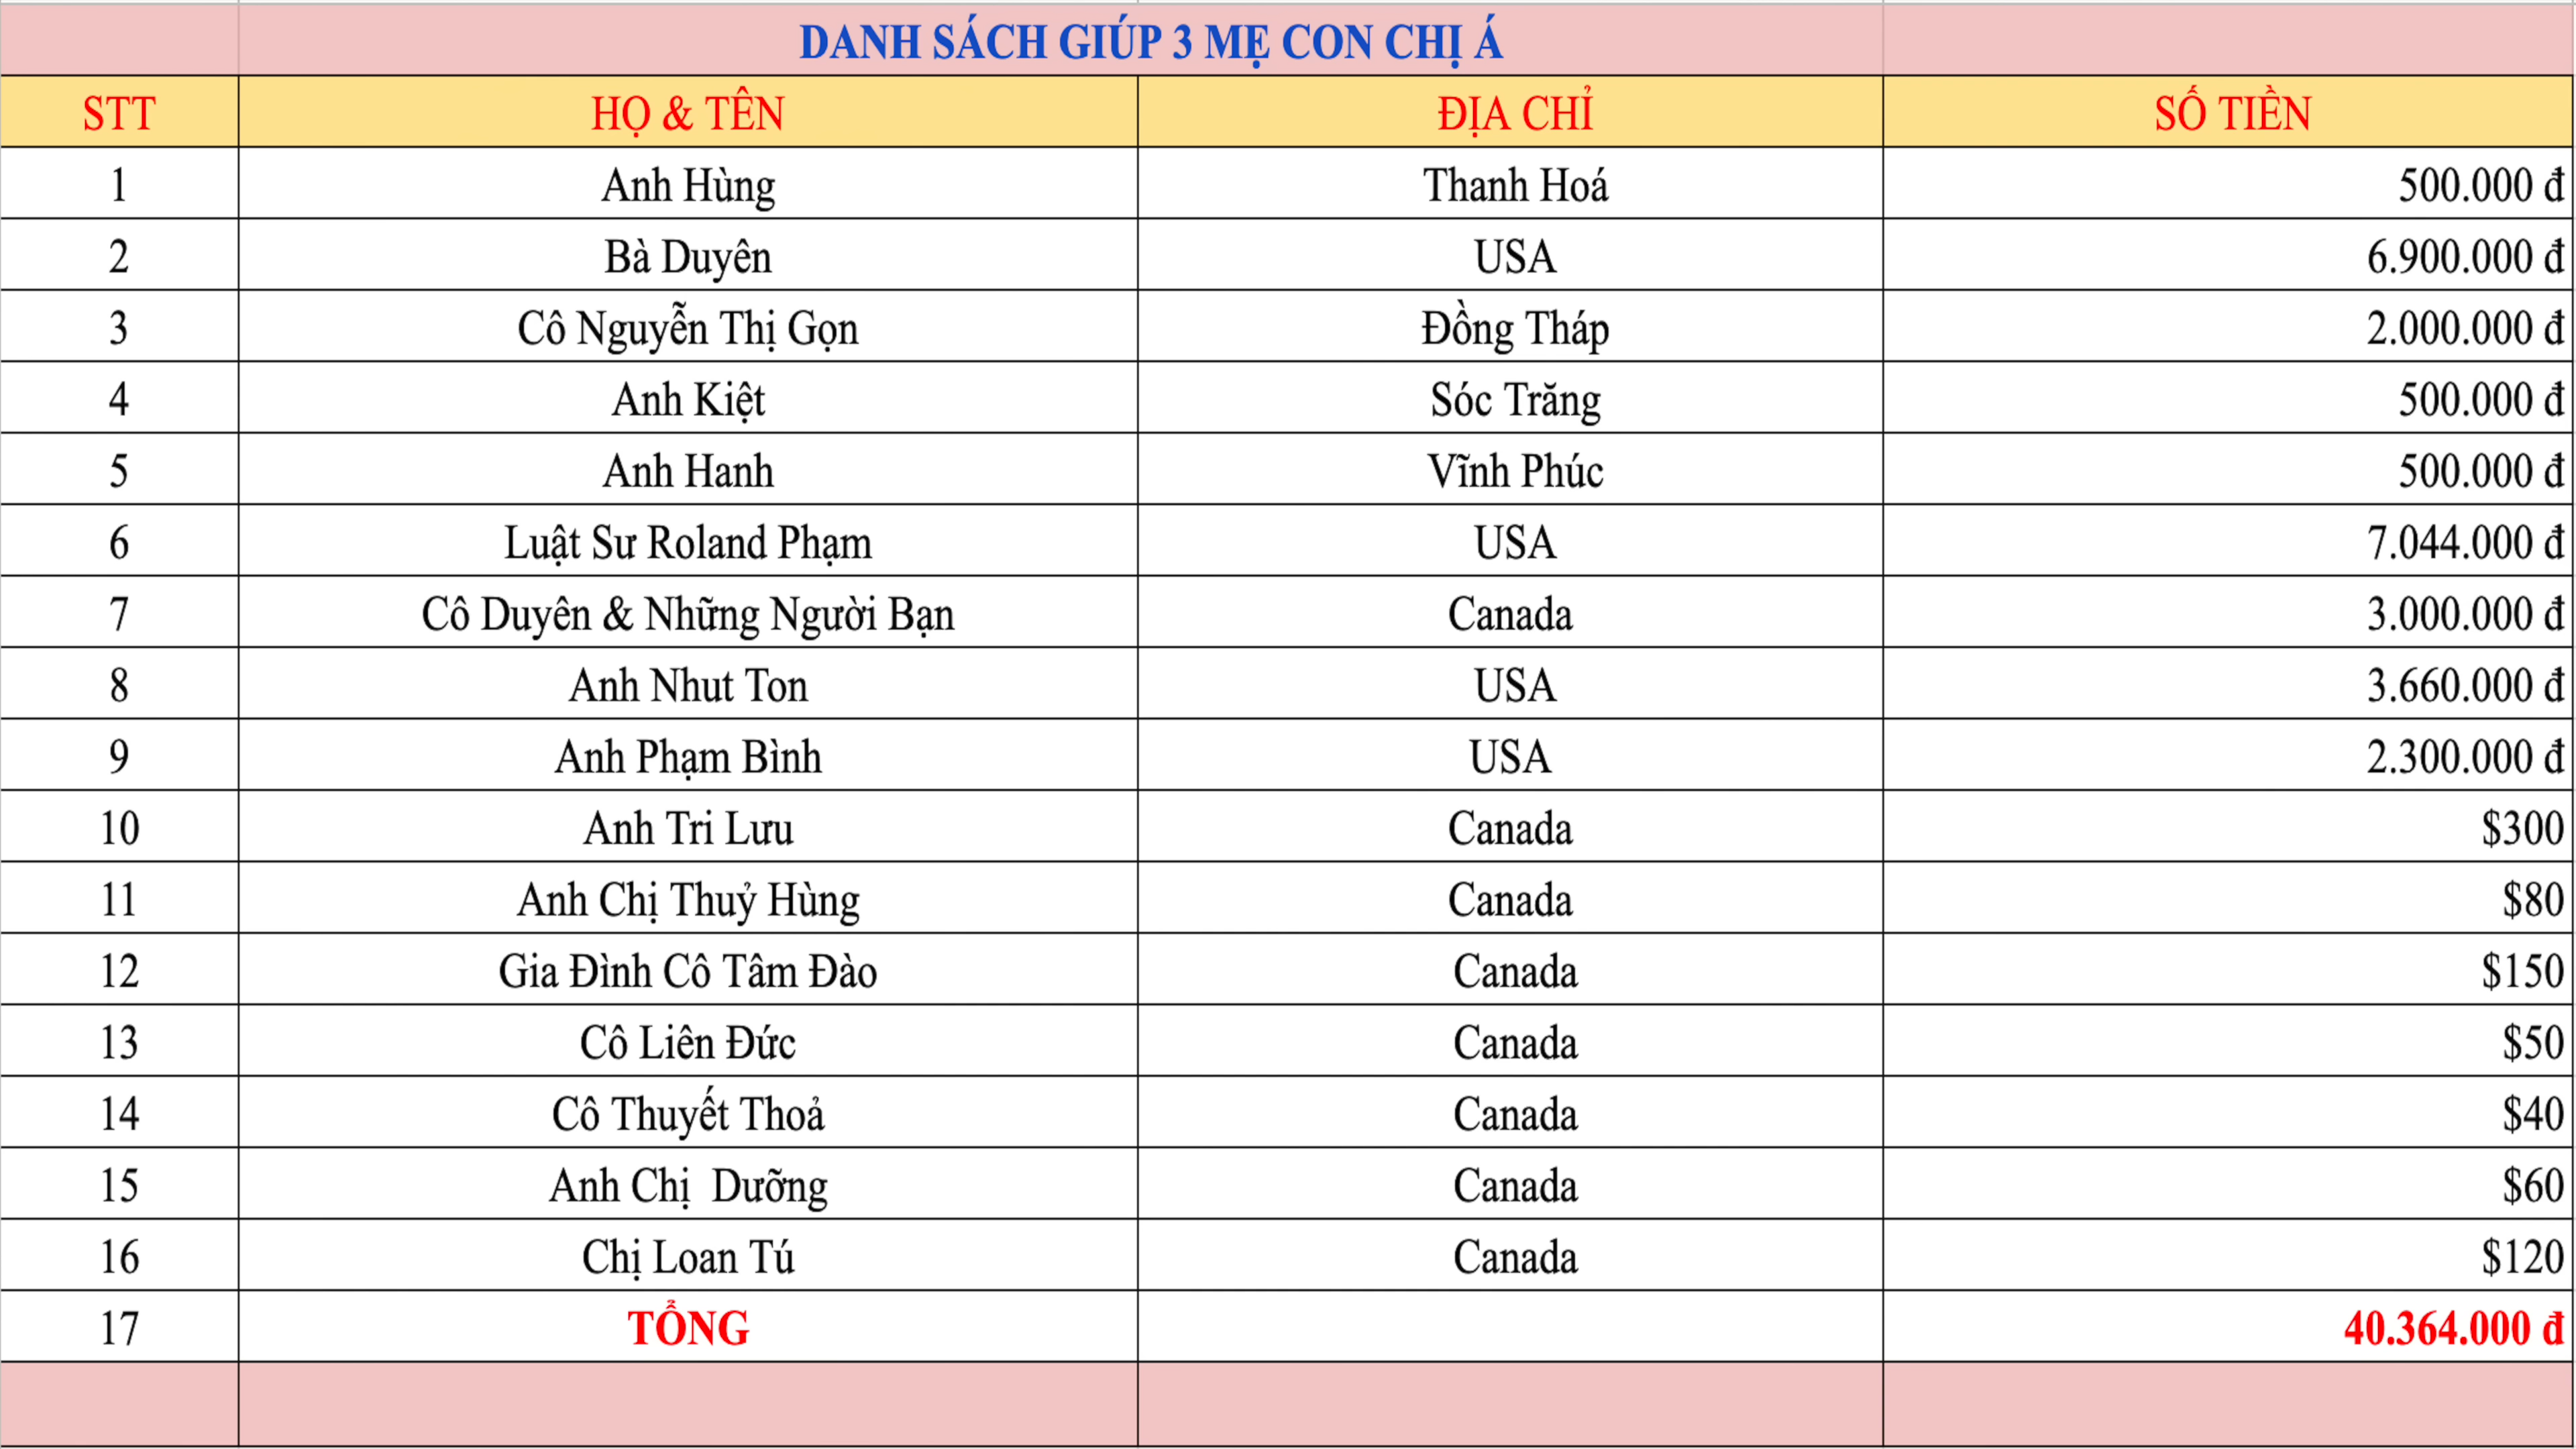 DANH SÁCH GIÚP 3 MẸ CON CHỊ Á
STT HỌ & TÊN ĐỊA CHỈ SỐ TIỀN
1 Anh Hùng Thanh Hoá 500.000 đ
2 Bà Duyên USA 6.900.000 đ
3 Cô Nguyễn Thị Gọn Đồng Tháp 2.000.000 đ
4 Anh Kiệt Sóc Trăng 500.000 đ
5 Anh Hanh Vĩnh Phúc 500.000 đ
6 Luật Sư Roland Phạm USA 7.044.000 đ
7 Cô Duyên & Những Người Bạn Canada 3.000.000 đ
8 Anh Nhut Ton USA 3.660.000 đ
9 Anh Phạm Bình USA 2.300.000 đ
10 Anh Tri Lưu Canada $300
11 Anh Chị Thuỷ Hùng Canada $80
12 Gia Đình Cô Tâm Đào Canada $150
13 Cô Liên Đức Canada $50
14 Cô Thuyết Thoả Canada $40
15 Anh Chị  Dưỡng Canada $60
16 Chị Loan Tú Canada $120
17 TỔNG 40.364.000 đ